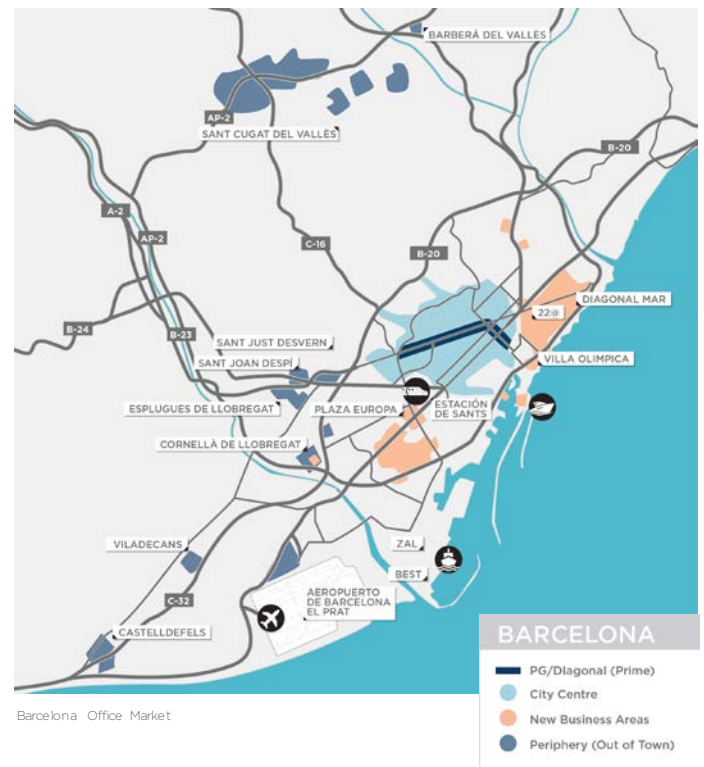 BARBERÁ DEL VALLÈS
AP-2
SANT CUGAT DEL VALLÈS
B-20
A-2
AP-2
C-16
B-20
DIAGONAL MAR
22@
B-24
B-23
SANT JUST DESVERN
SANT JOAN DESPÍ
VILLA OLIMPICA
ESPLUGUES DE LLOBREGAT
PLAZA EUROPA
ESTACIÓN
DE SANTS
CORNELLÀ DE LLOBREGAT
VILADECANS
ZAL
BEST
C-32
AEROPUERTO
DE BARCELONA
EL PRAT
CASTELLDEFELS
BARCELONA
PG/Diagonal (Prime)
City Centre
New Business Areas
Periphery (Out of Town)
Barcelona Office Market